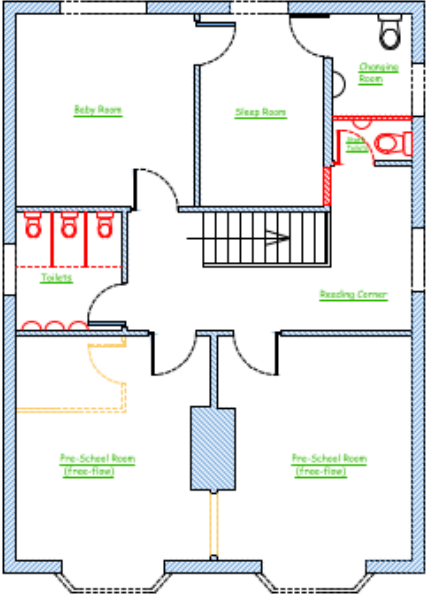 Changing
Room
Baby Room
Sleep Room
Toilets
Reading Corner
Pre-School Room
(free-flow)
Pre-School Room
(free-flow)